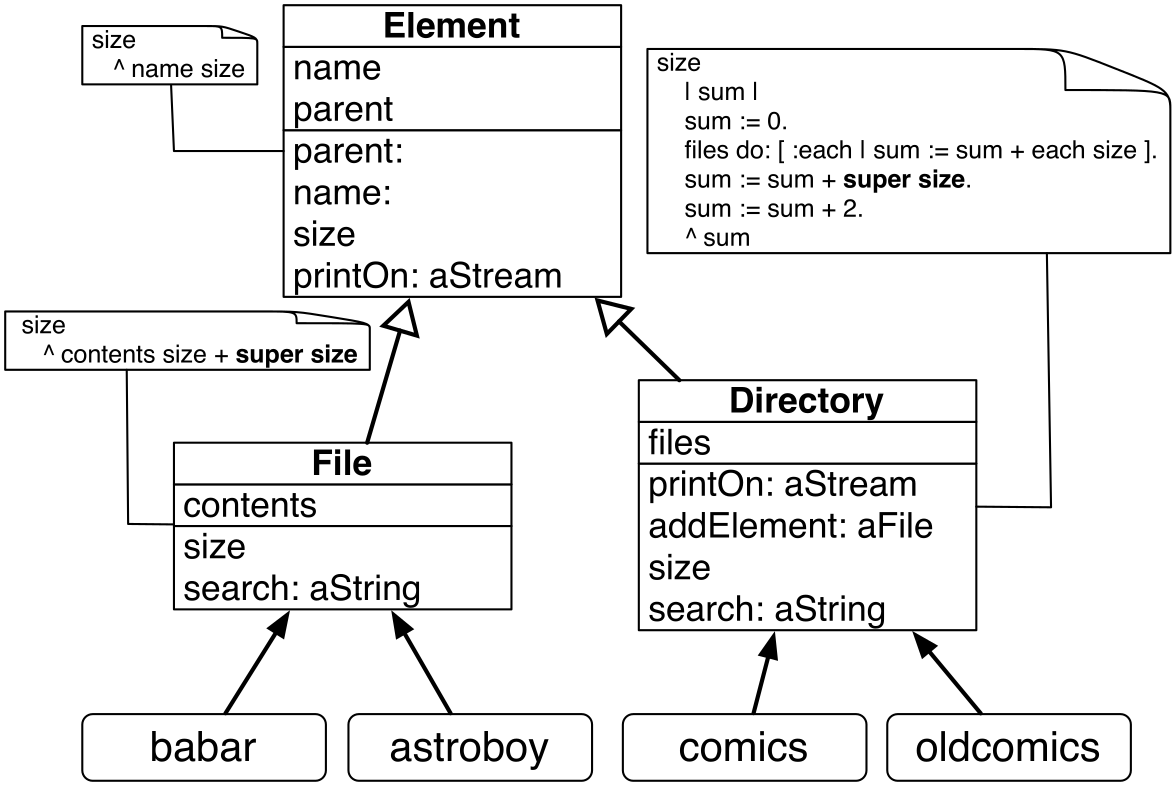 size
^ name size
Element
name
parent
parent:
name:
size
printOn: aStream
size
| sum |
sum := 0.
files do: [ :each | sum := sum + each size ].
sum := sum + super size.
sum := sum + 2.
^ sum
size
^ contents size + super size
File
contents
size
search: aString
Directory
files
printOn: aStream
addElement: aFile
size
search: aString
babar
astroboy
comics
oldcomics